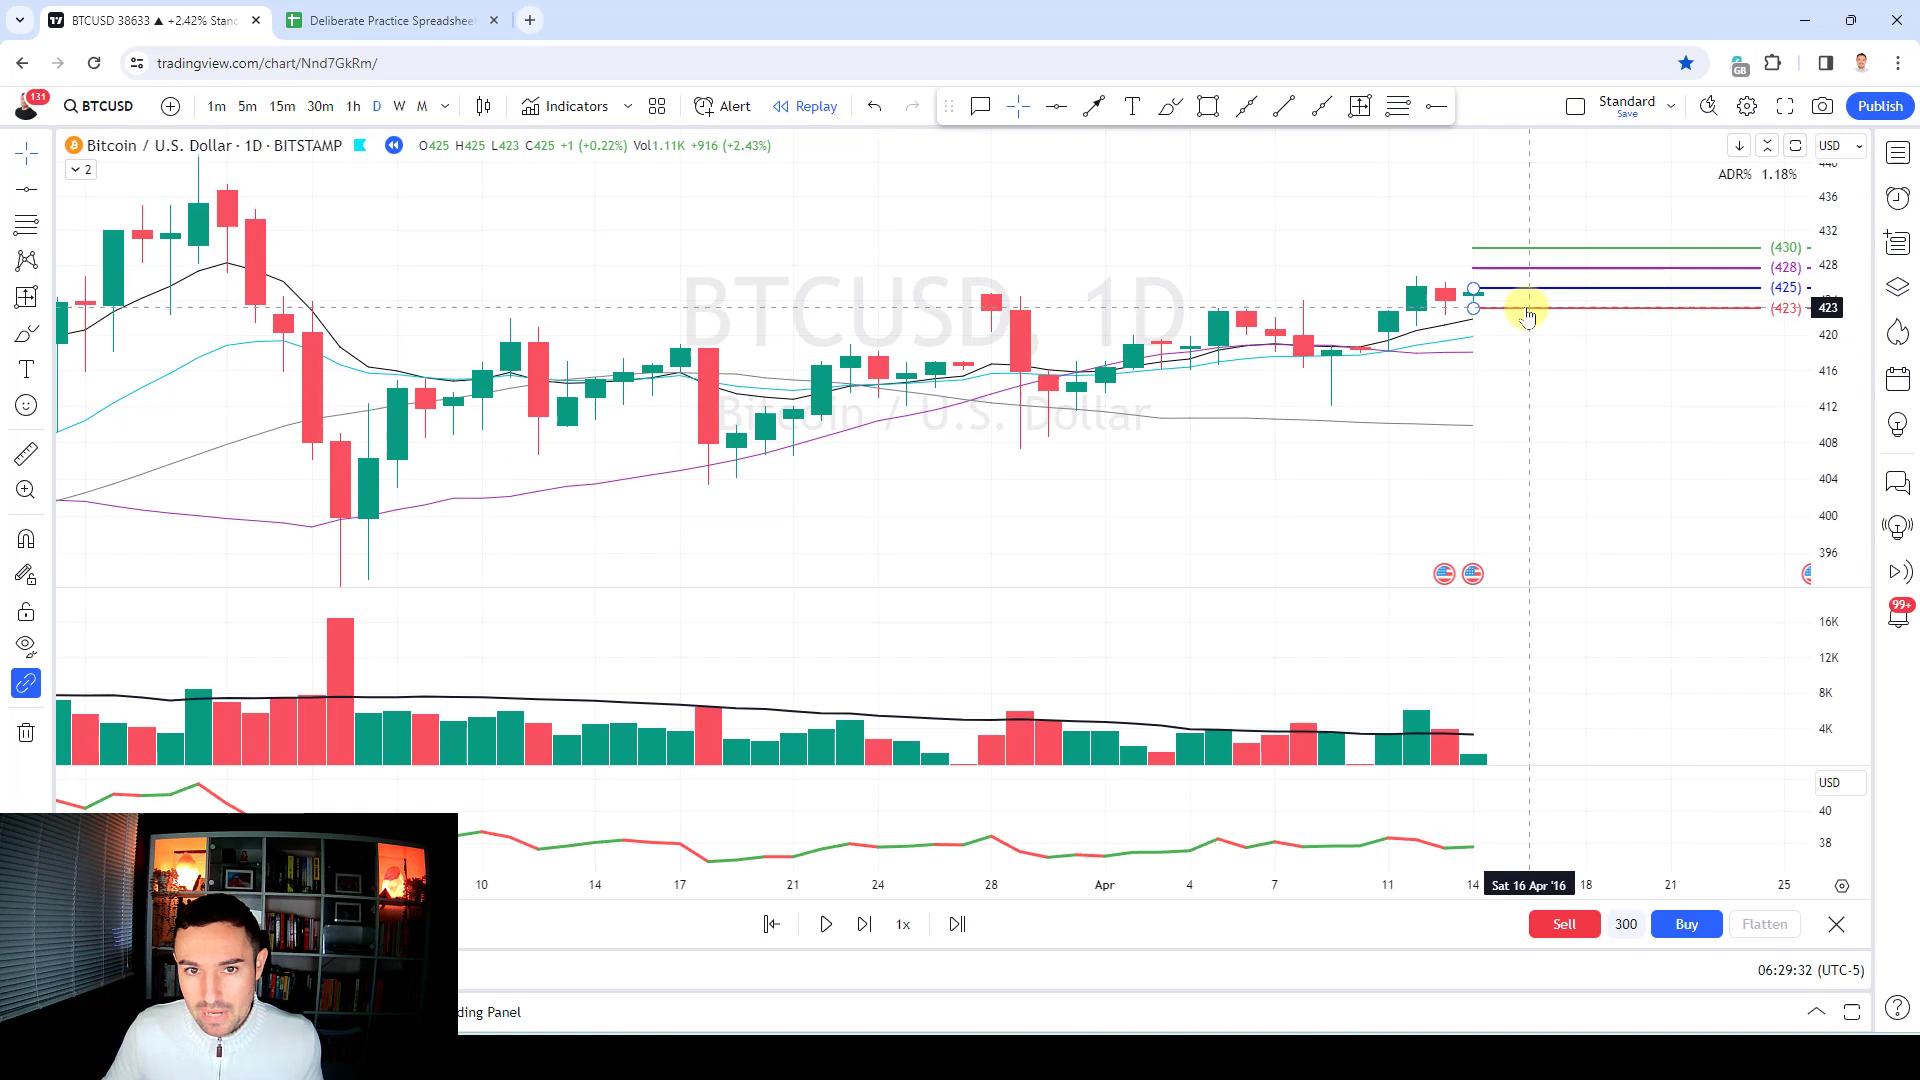 BTCUSD 38633 ▲ +2.42% Stand
Deliberate Practice Spreadsheet
tradingview.com/chart/Nnd7GkRm/
GB
131
BTCUSD 1m 5m 15m 30m 1h D W M Indicators Alert Replay Standard Save Publish
Bitcoin / U.S. Dollar · 1D · BITSTAMP O425 H425 L423 C425 +1 (+0.22%) Vol1.11K +916 (+2.43%) USD
2
ADR% 1.18%
440
436
432
428
420
416
412
408
404
400
396
(430)
(428)
(425)
(423) 423
BTCUSD, 1D
Bitcoin / U.S. Dollar
99+
16K
12K
8K
4K
USD
40
38
10 14 17 21 24 28 Apr 4 7 11 14 Sat 16 Apr '16 18 21 25
1x Sell 300 Buy Flatten
06:29:32 (UTC-5)
ding Panel